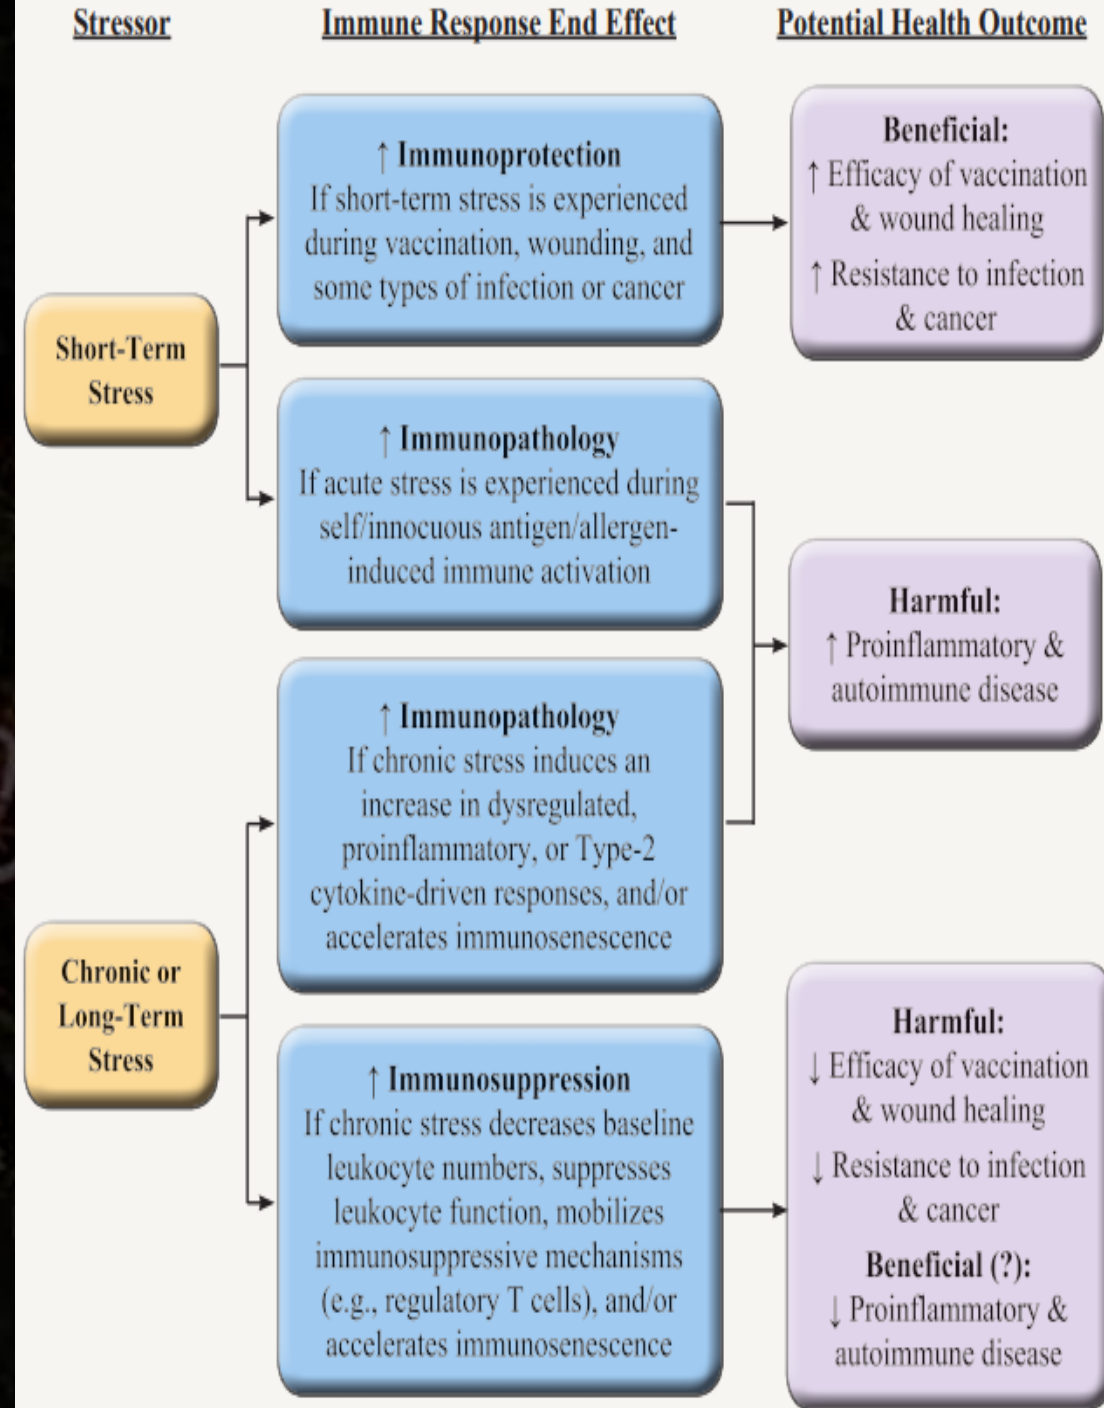 Stressor
Immune Response End Effect
Potential Health Outcome
Short-Term
Stress
↑ Immunoprotection
If short-term stress is experienced
during vaccination, wounding, and
some types of infection or cancer
Beneficial:
↑ Efficacy of vaccination
& wound healing
↑ Resistance to infection
& cancer
↑ Immunopathology
If acute stress is experienced during
self/innocuous antigen/allergen-
induced immune activation
Harmful:
↑ Proinflammatory &
autoimmune disease
Chronic or
Long-Term
Stress
↑ Immunopathology
If chronic stress induces an
increase in dysregulated,
proinflammatory, or Type-2
cytokine-driven responses, and/or
accelerates immunosenescence
↑ Immunosuppression
If chronic stress decreases baseline
leukocyte numbers, suppresses
leukocyte function, mobilizes
immunosuppressive mechanisms
(e.g., regulatory T cells), and/or
accelerates immunosenescence
Harmful:
↓ Efficacy of vaccination
& wound healing
↓ Resistance to infection
& cancer
Beneficial (?):
↓ Proinflammatory &
autoimmune disease